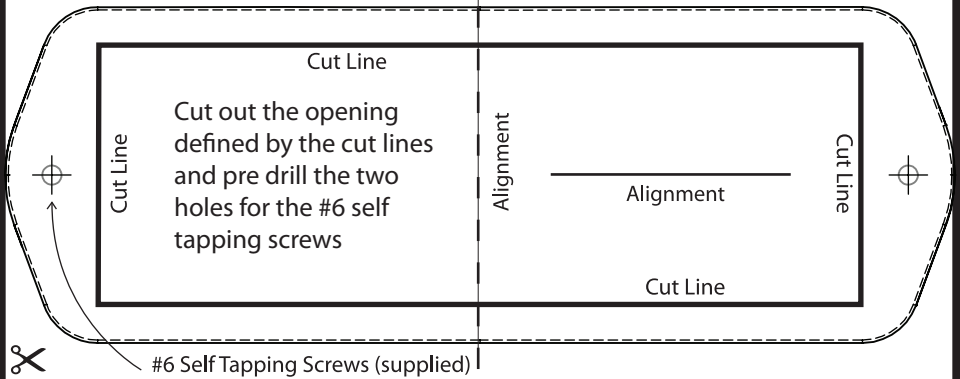 Cut Line
Cut out the opening
defined by the cut lines
and pre drill the two
holes for the #6 self
tapping screws
Cut Line
Alignment
Alignment
Cut Line
Cut Line
#6 Self Tapping Screws (supplied)